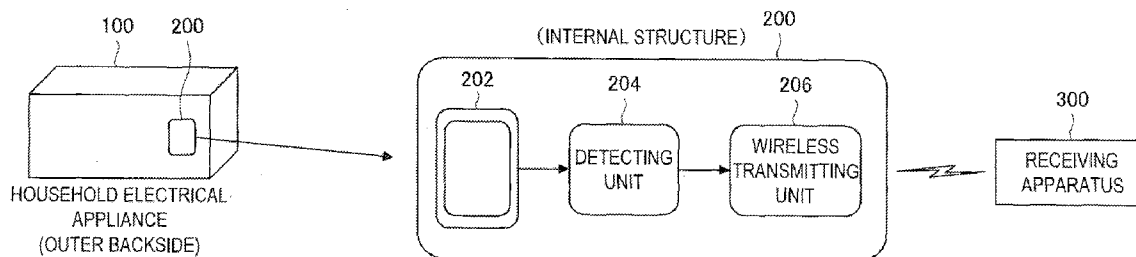 100
200
HOUSEHOLD ELECTRICAL
APPLIANCE
(OUTER BACKSIDE)
(INTERNAL STRUCTURE)
200
202
204
206
DETECTING
UNIT
WIRELESS
TRANSMITTING
UNIT
300
RECEIVING
APPARATUS